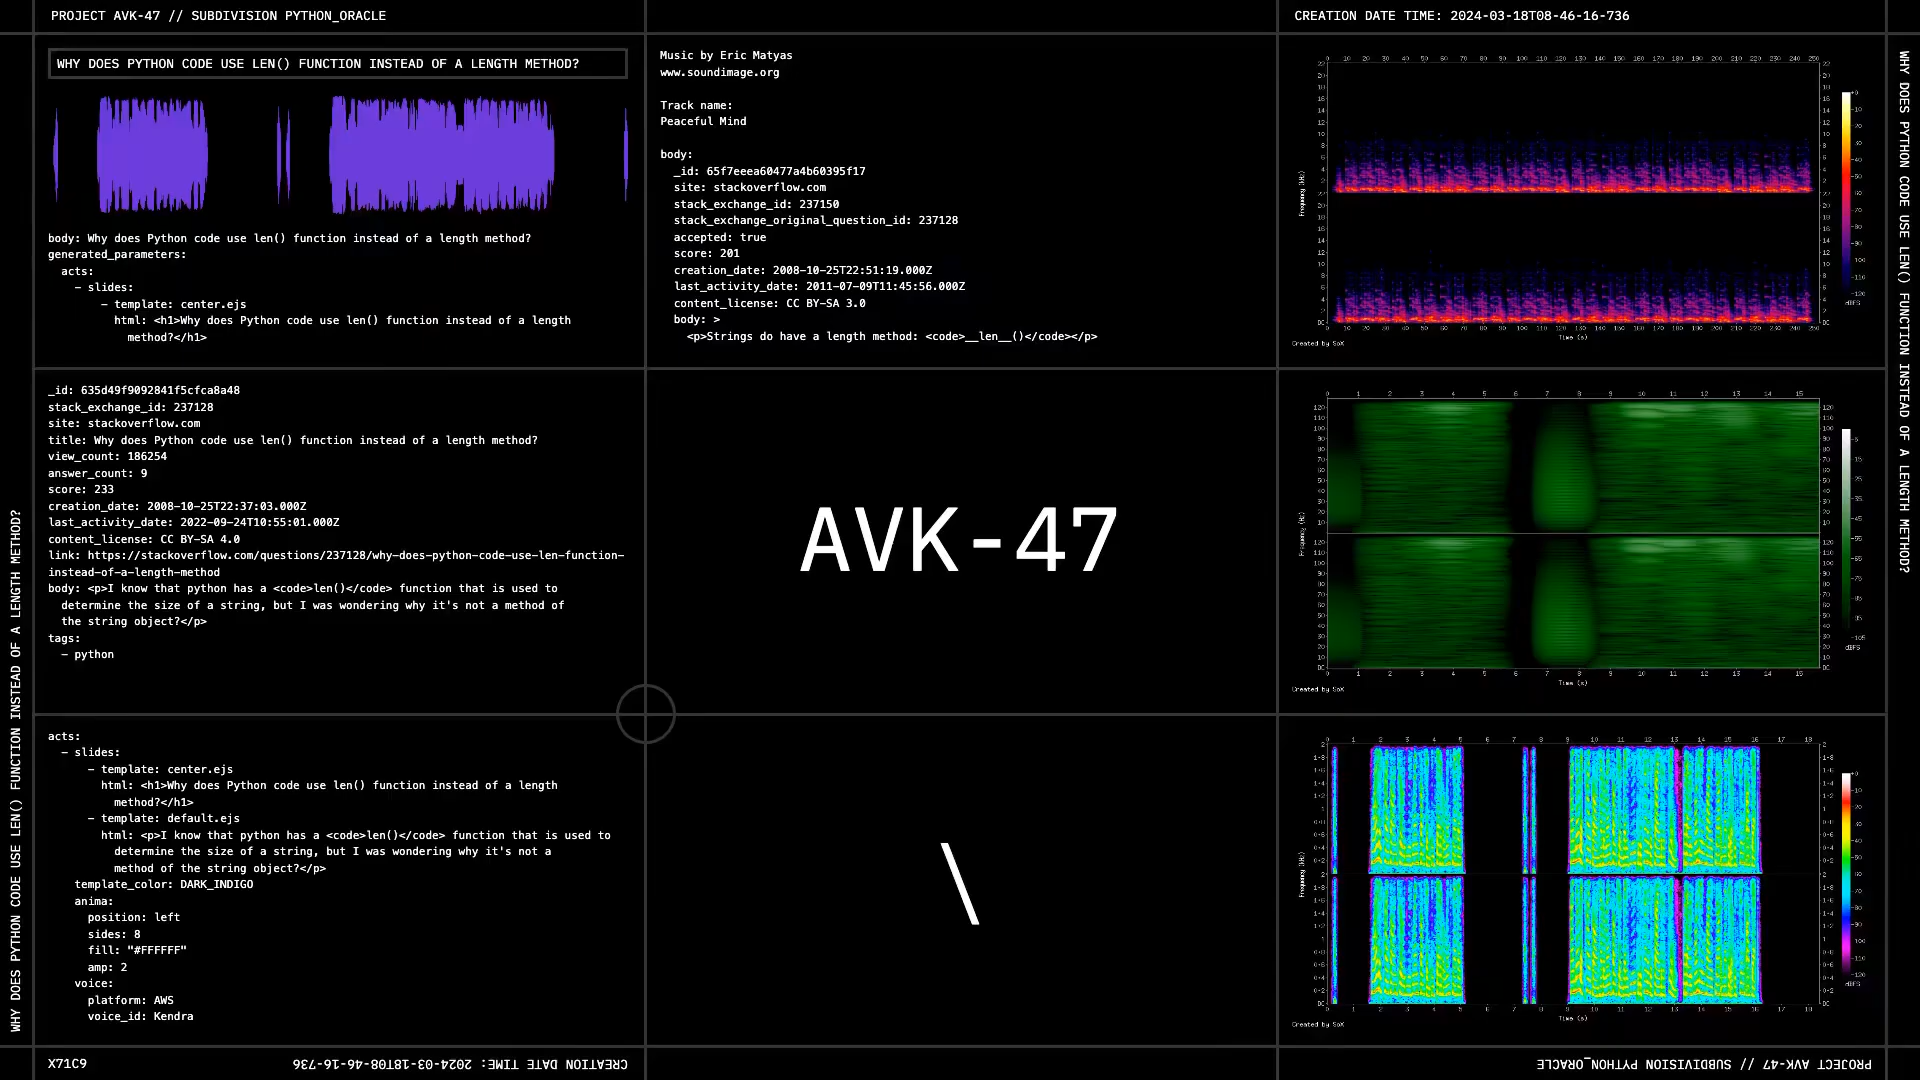 PROJECT AVK-47 // SUBDIVISION PYTHON_ORACLE
CREATION DATE TIME: 2024-03-18T08-46-16-736
WHY DOES PYTHON CODE USE LEN() FUNCTION INSTEAD OF A LENGTH METHOD?
body: Why does Python code use len() function instead of a length method?
generated_parameters:
acts:
- slides:
- template: center.ejs
html: <h1>Why does Python code use len() function instead of a length
method?</h1>
Music by Eric Matyas
www.soundimage.org
Track name:
Peaceful Mind
body:
_id: 65f7eeea60477a4b60395f17
site: stackoverflow.com
stack_exchange_id: 237150
stack_exchange_original_question_id: 237128
accepted: true
score: 201
creation_date: 2008-10-25T22:51:19.000Z
last_activity_date: 2011-07-09T11:45:56.000Z
content_license: CC BY-SA 3.0
body: >
<p>Strings do have a length method: <code>__len__()</code></p>
Frequency (kHz)
Time (s)
dBFS
Created by SoX
_id: 635d49f9092841f5cfca8a48
stack_exchange_id: 237128
site: stackoverflow.com
title: Why does Python code use len() function instead of a length method?
view_count: 186254
answer_count: 9
score: 233
creation_date: 2008-10-25T22:37:03.000Z
last_activity_date: 2022-09-24T10:55:01.000Z
content_license: CC BY-SA 4.0
link: https://stackoverflow.com/questions/237128/why-does-python-code-use-len-function-
instead-of-a-length-method
body: <p>I know that python has a <code>len()</code> function that is used to
determine the size of a string, but I was wondering why it's not a method of
the string object?</p>
tags:
- python
AVK-47
Frequency (Hz)
Time (s)
dBFS
Created by SoX
acts:
- slides:
- template: center.ejs
html: <h1>Why does Python code use len() function instead of a length
method?</h1>
- template: default.ejs
html: <p>I know that python has a <code>len()</code> function that is used to
determine the size of a string, but I was wondering why it's not a
method of the string object?</p>
template_color: DARK_INDIGO
anima:
position: left
sides: 8
fill: "#FFFFFF"
amp: 2
voice:
platform: AWS
voice_id: Kendra
\
Frequency (kHz)
Time (s)
dBFS
Created by SoX
WHY DOES PYTHON CODE USE LEN() FUNCTION INSTEAD OF A LENGTH METHOD?
WHY DOES PYTHON CODE USE LEN() FUNCTION INSTEAD OF A LENGTH METHOD?
X71C9
CREATION DATE TIME: 2024-03-18T08-46-16-736
PROJECT AVK-47 // SUBDIVISION PYTHON_ORACLE